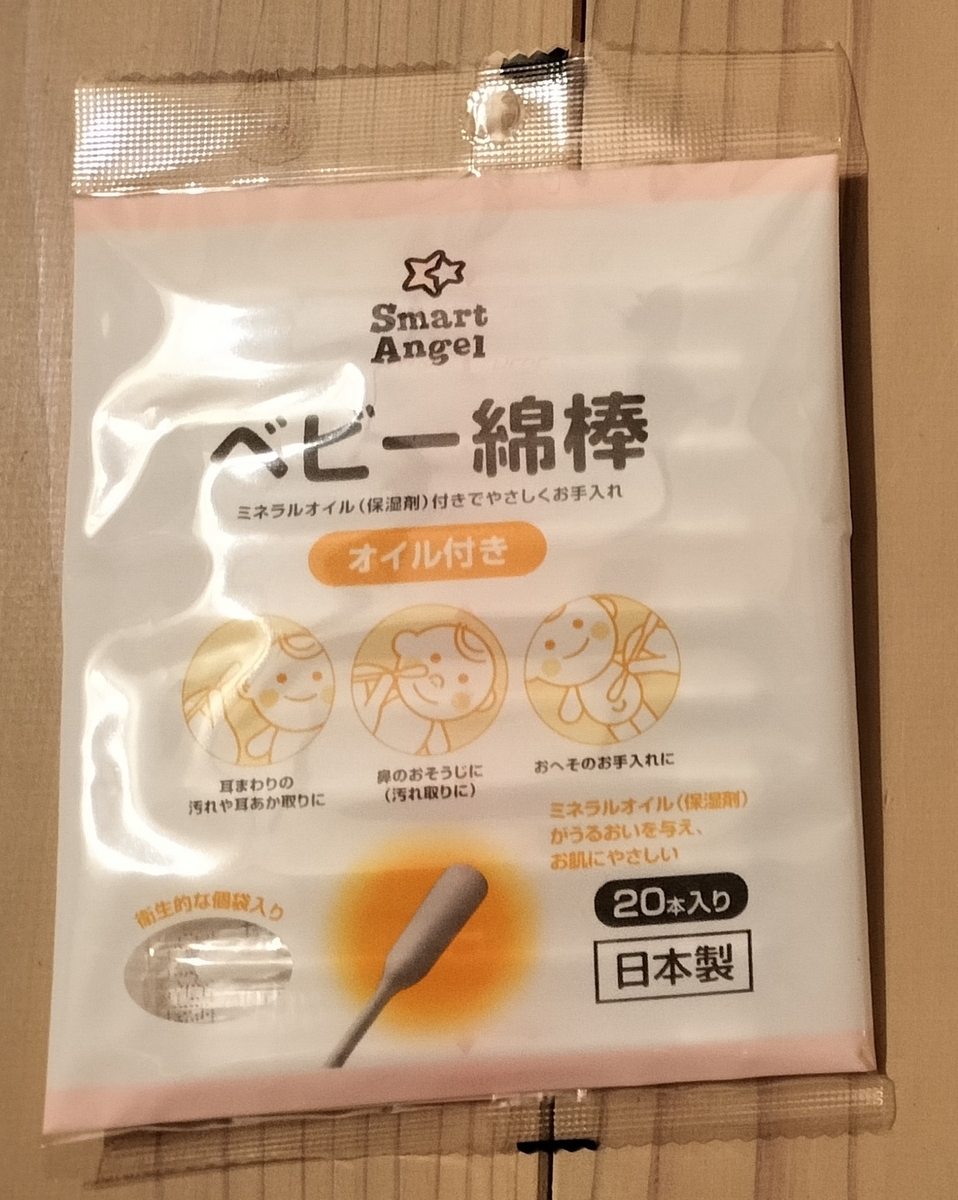 Smart
Angel
ベビー綿棒
ミネラルオイル(保湿剤)付きでやさしくお手入れ
オイル付き
耳まわりの
汚れや耳あか取りに
鼻のおそうじに
(汚れ取りに)
おへそのお手入れに
ミネラルオイル(保湿剤)
がうるおいを与え、
お肌にやさしい
衛生的な個袋入り
20本入り
日本製